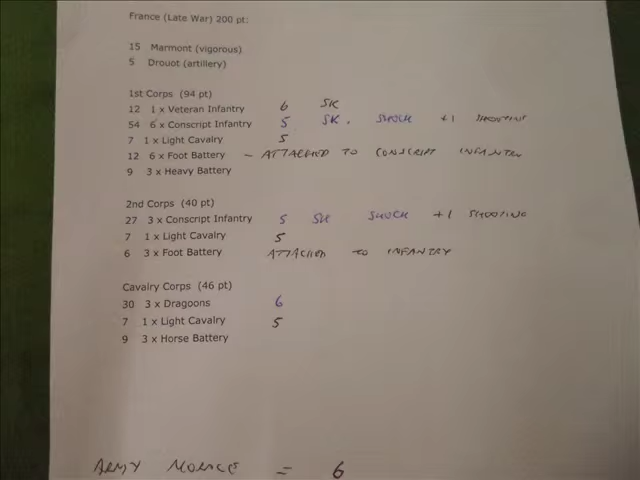 France (Late War) 200 pt:
15 Marmont (vigorous)
5 Drouot (artillery)
1st Corps (94 pt)
12 1 x Veteran Infantry 6 SK
54 6 x Conscript Infantry 5 SK. SHOCK +1 SHOOTING
7 1 x Light Cavalry 5
12 6 x Foot Battery - ATTACHED TO CONSCRIPT INFANTRY
9 3 x Heavy Battery
2nd Corps (40 pt)
27 3 x Conscript Infantry 5 SK SHOCK +1 SHOOTING
7 1 x Light Cavalry 5
6 3 x Foot Battery ATTACHED TO INFANTRY
Cavalry Corps (46 pt)
30 3 x Dragoons 6
7 1 x Light Cavalry 5
9 3 x Horse Battery
ARMY MORALE = 6